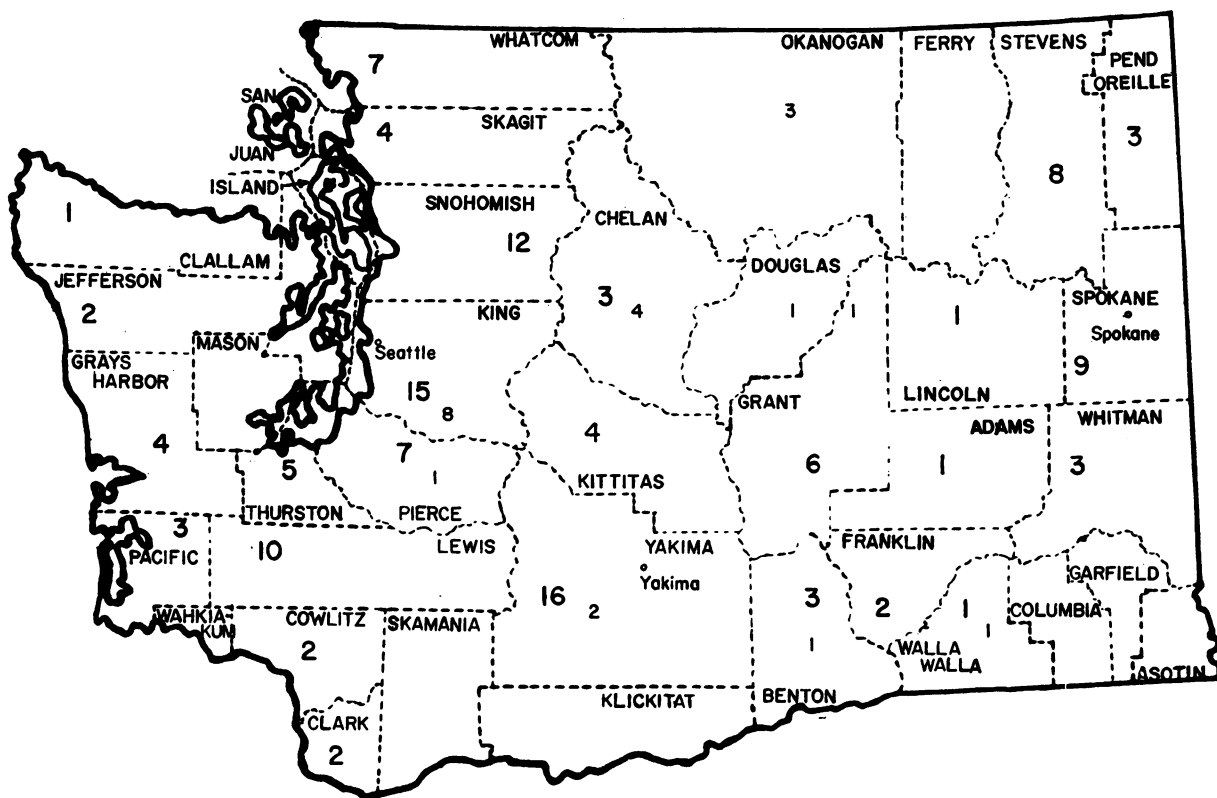 WHATCOM
OKANOGAN
FERRY
STEVENS
PEND
OREILLE
7
SAN
JUAN
4
SKAGIT
3
3
8
ISLAND
SNOHOMISH
12
CHELAN
1
CLALLAM
JEFFERSON
2
DOUGLAS
3
4
1
1
1
SPOKANE
Spokane
9
KING
Seattle
15
8
MASON
GRAYS
HARBOR
4
GRANT
LINCOLN
ADAMS
WHITMAN
4
KITTITAS
6
1
3
5
THURSTON
7
1
PIERCE
3
PACIFIC
10
LEWIS
YAKIMA
Yakima
16
2
FRANKLIN
2
GARFIELD
3
1
BENTON
1
1
WALLA
WALLA
COLUMBIA
ASOTIN
WAHKIA-
KUM
COWLITZ
2
SKAMANIA
KLICKITAT
CLARK
2